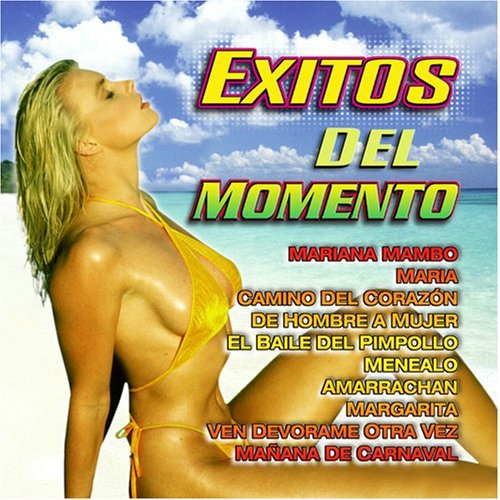 EXITOS
DEL
MOMENTO
MARIANA MAMBO
MARIA
CAMINO DEL CORAZÓN
DE HOMBRE A MUJER
EL BAILE DEL PIMPOLLO
MENEALO
AMARRACHAN
MARGARITA
VEN DEVORAME OTRA VEZ
MAÑANA DE CARNAVAL